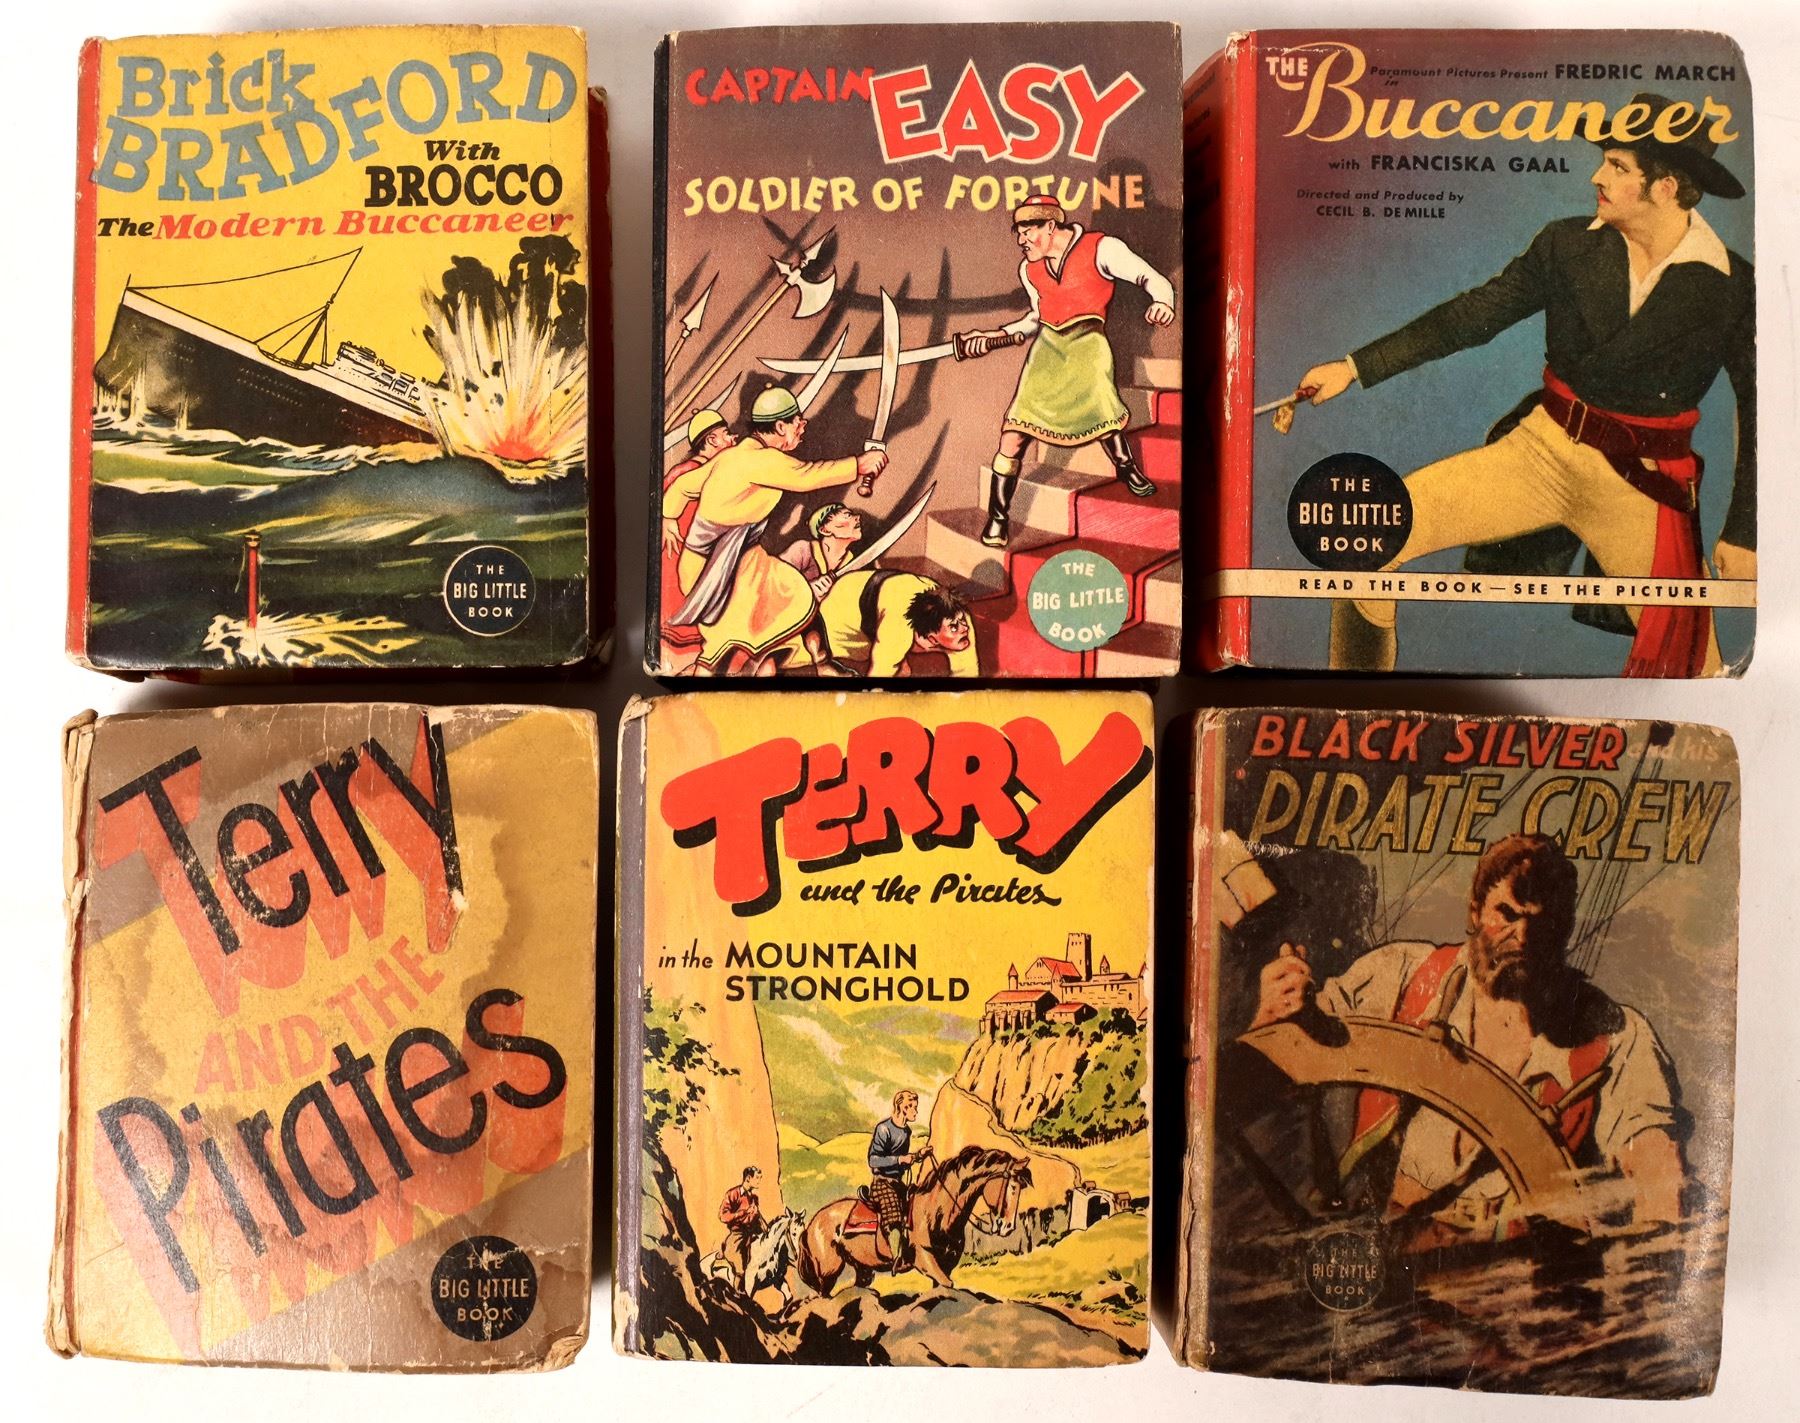 Brick
BRADFORD
With
BROCCO
The Modern Buccaneer
THE
BIG LITTLE
BOOK
CAPTAIN EASY
SOLDIER OF FORTUNE
THE
BIG LITTLE
BOOK
Paramount Pictures Present FREDRIC MARCH
in
THE Buccaneer
with FRANCISKA GAAL
Directed and Produced by
CECIL B. DE MILLE
THE
BIG LITTLE
BOOK
READ THE BOOK — SEE THE PICTURE
Terry
AND THE
Pirates
THE
BIG LITTLE
BOOK
TERRY
and the Pirates
in the MOUNTAIN
STRONGHOLD
BLACK SILVER and his
PIRATE CREW
THE
BIG LITTLE
BOOK